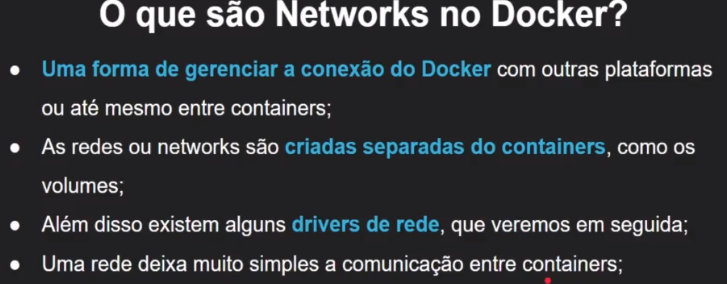 O que são Networks no Docker?
● Uma forma de gerenciar a conexão do Docker com outras plataformas
ou até mesmo entre containers;
● As redes ou networks são criadas separadas do containers, como os
volumes;
● Além disso existem alguns drivers de rede, que veremos em seguida;
● Uma rede deixa muito simples a comunicação entre containers;